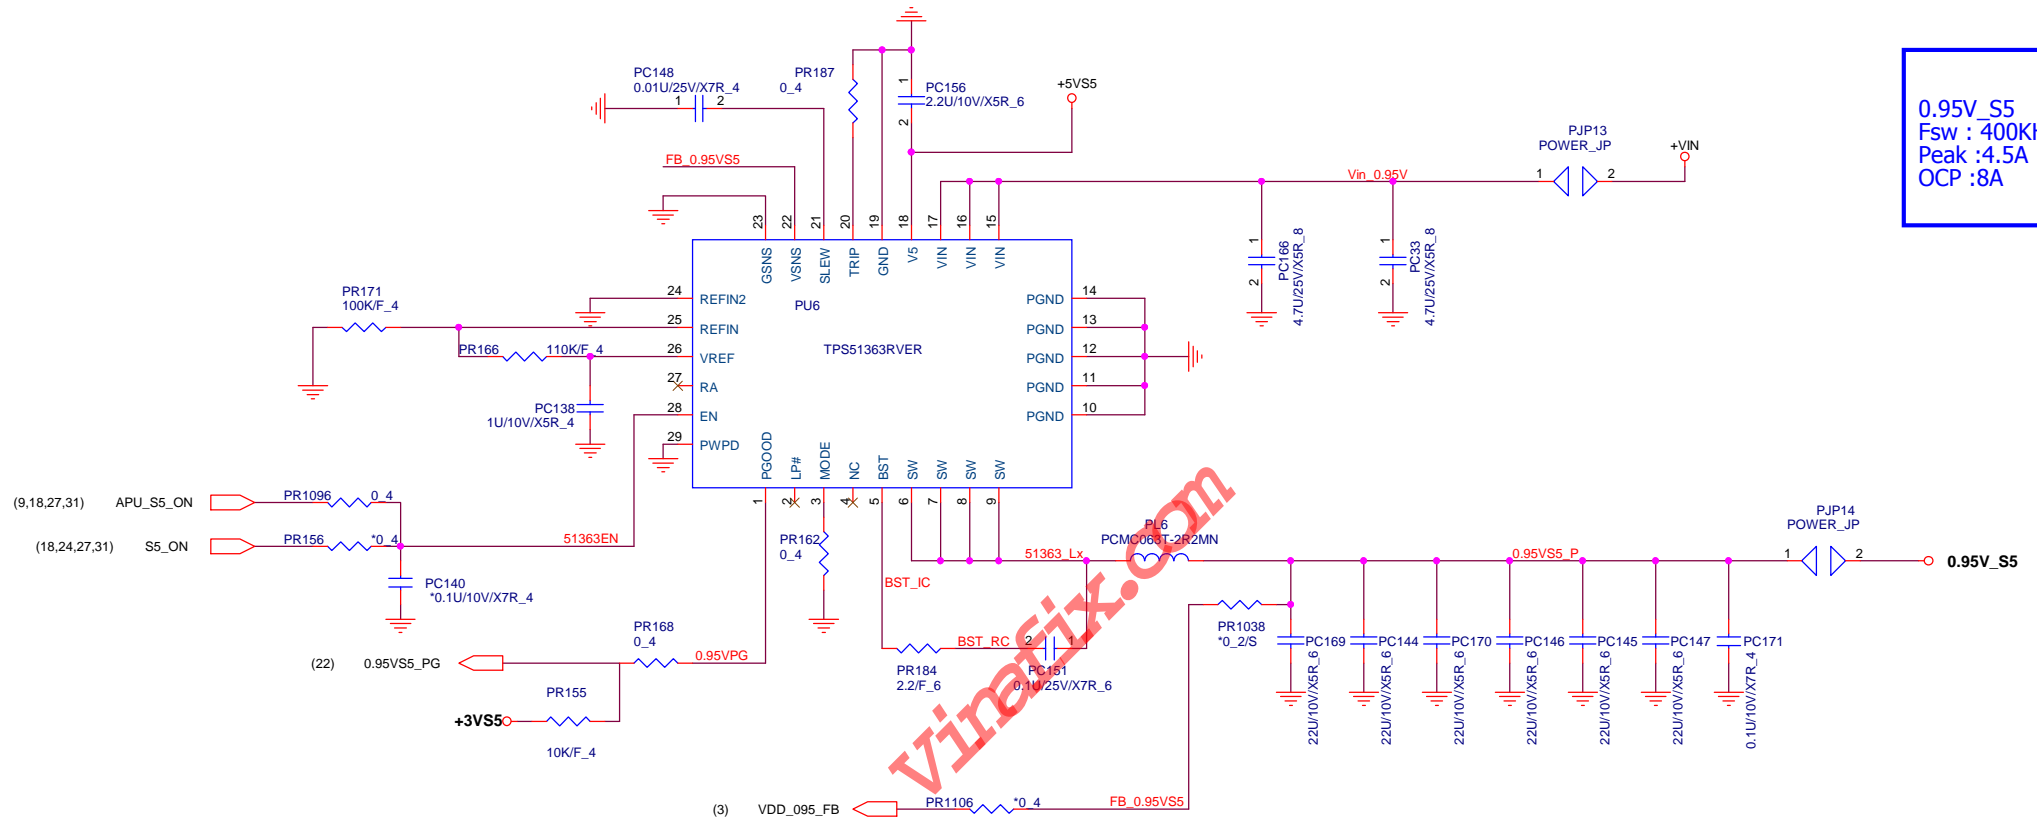 PC148
0.01U/25V/X7R_4
1
2
PR187
0_4
1
PC156
2.2U/10V/X5R_6
2
+5VS5
0.95V_S5
Fsw : 400K
Peak :4.5A
OCP :8A
PJP13
POWER_JP
1
2
+VIN
FB_0.95VS5
Vin_0.95V
23
22
21
20
19
18
17
16
15
GSNS
VSNS
SLEW
TRIP
GND
V5
VIN
VIN
VIN
1
2
PC166
4.7U/25V/X5R_8
1
2
PC33
4.7U/25V/X5R_8
PR171
100K/F_4
24
REFIN2
PU6
PGND
14
25
REFIN
PGND
13
PR166
110K/F_4
26
VREF
TPS51363RVER
PGND
12
27
RA
PGND
11
PC138
1U/10V/X5R_4
28
EN
PGND
10
29
PWPD
PGOOD
LP#
MODE
NC
BST
SW
SW
SW
SW
1
2
3
4
5
6
7
8
9
(9,18,27,31)
APU_S5_ON
PR1096
0_4
(18,24,27,31)
S5_ON
PR156
*0_4
51363EN
PC140
*0.1U/10V/X7R_4
PR162
0_4
BST_IC
51363_Lx
PL6
PCMC063T-2R2MN
0.95VS5_P
PJP14
POWER_JP
1
2
0.95V_S5
PR168
0_4
(22)
0.95VS5_PG
0.95VPG
PR155
+3VS5
10K/F_4
BST_RC
2
1
PR184
2.2/F_6
PC151
0.1U/25V/X7R_6
PR1038
*0_2/S
PC169
22U/10V/X5R_6
PC144
22U/10V/X5R_6
PC170
22U/10V/X5R_6
PC146
22U/10V/X5R_6
PC145
22U/10V/X5R_6
PC147
22U/10V/X5R_6
PC171
0.1U/10V/X7R_4
(3)
VDD_095_FB
PR1106
*0_4
FB_0.95VS5
Vinafix.com